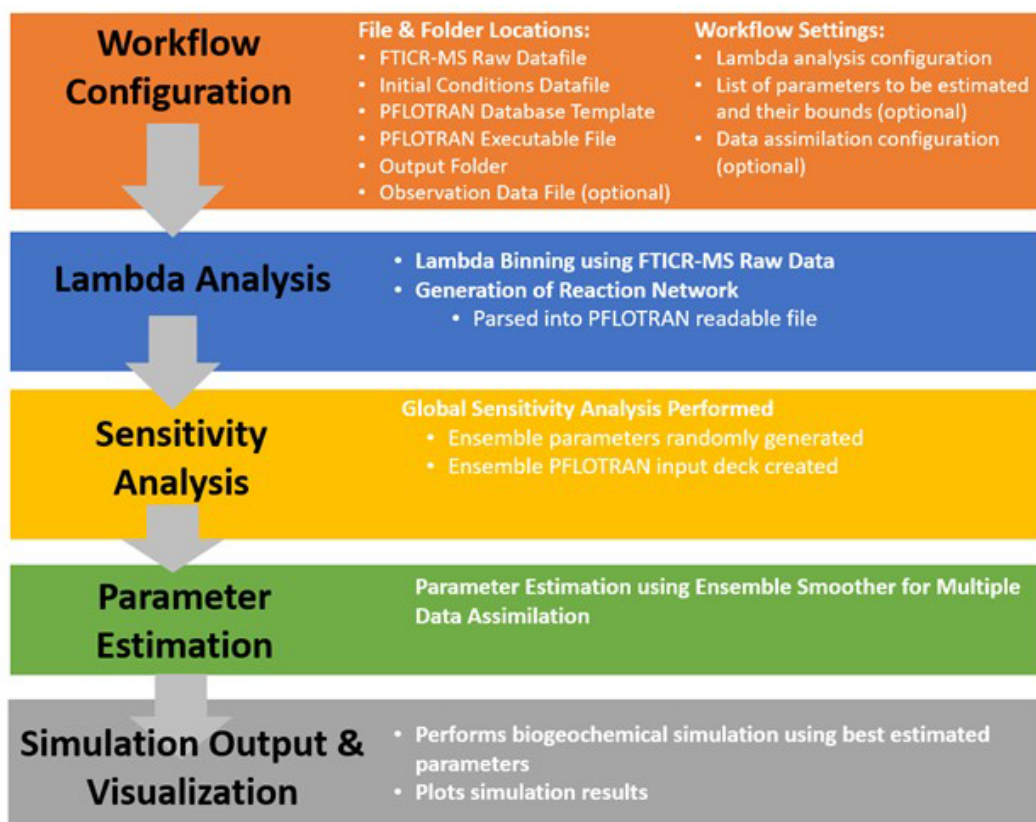 Workflow
Configuration
File & Folder Locations:
• FTICR-MS Raw Datafile
• Initial Conditions Datafile
• PFLOTRAN Database Template
• PFLOTRAN Executable File
• Output Folder
• Observation Data File (optional)
Workflow Settings:
• Lambda analysis configuration
• List of parameters to be estimated
and their bounds (optional)
• Data assimilation configuration
(optional)
Lambda Analysis
• Lambda Binning using FTICR-MS Raw Data
• Generation of Reaction Network
• Parsed into PFLOTRAN readable file
Sensitivity
Analysis
Global Sensitivity Analysis Performed
• Ensemble parameters randomly generated
• Ensemble PFLOTRAN input deck created
Parameter
Estimation
Parameter Estimation using Ensemble Smoother for Multiple
Data Assimilation
Simulation Output &
Visualization
• Performs biogeochemical simulation using best estimated
parameters
• Plots simulation results